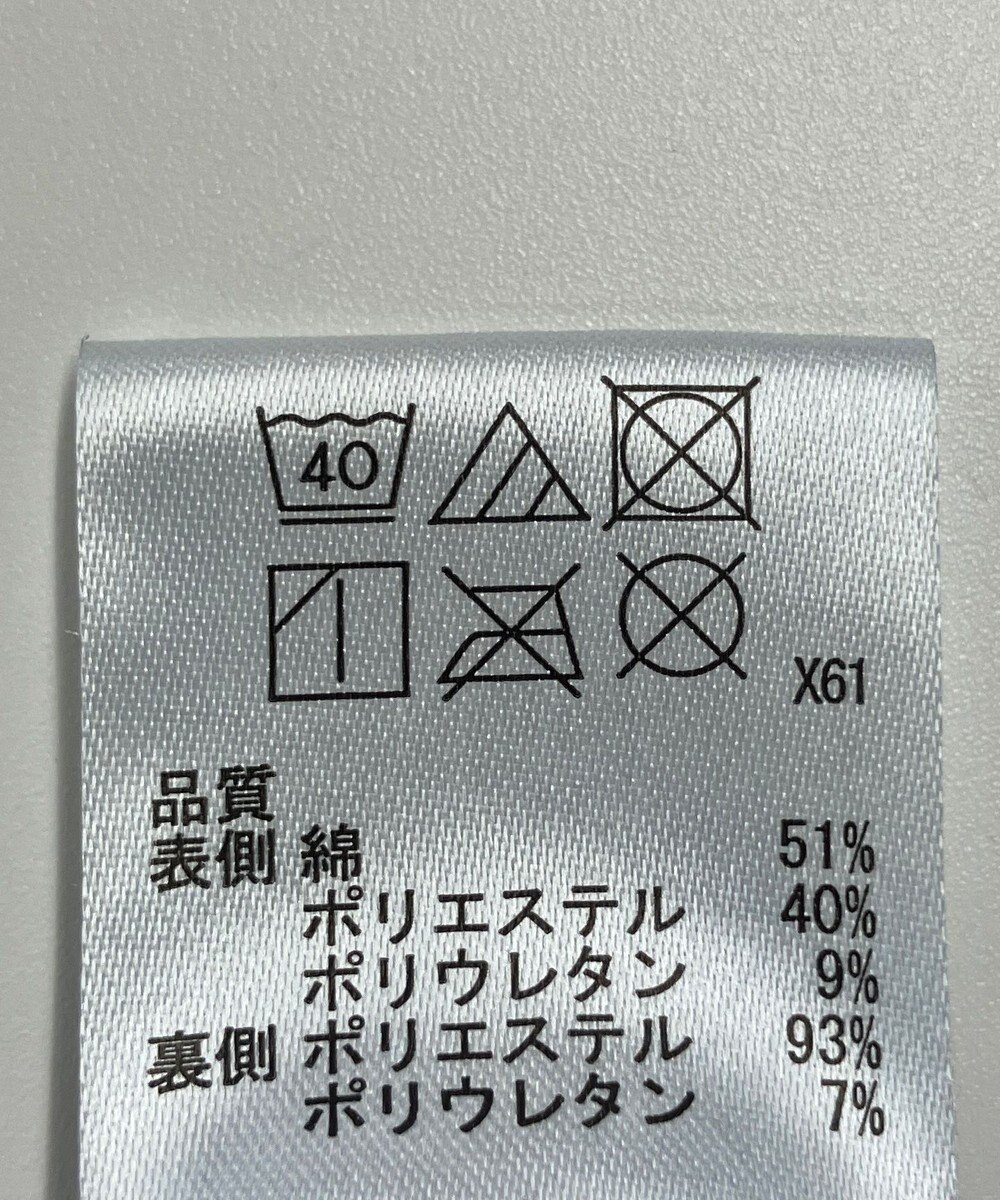 40
X61
品質
表側 綿 51%
ポリエステル 40%
ポリウレタン 9%
裏側 ポリエステル 93%
ポリウレタン 7%